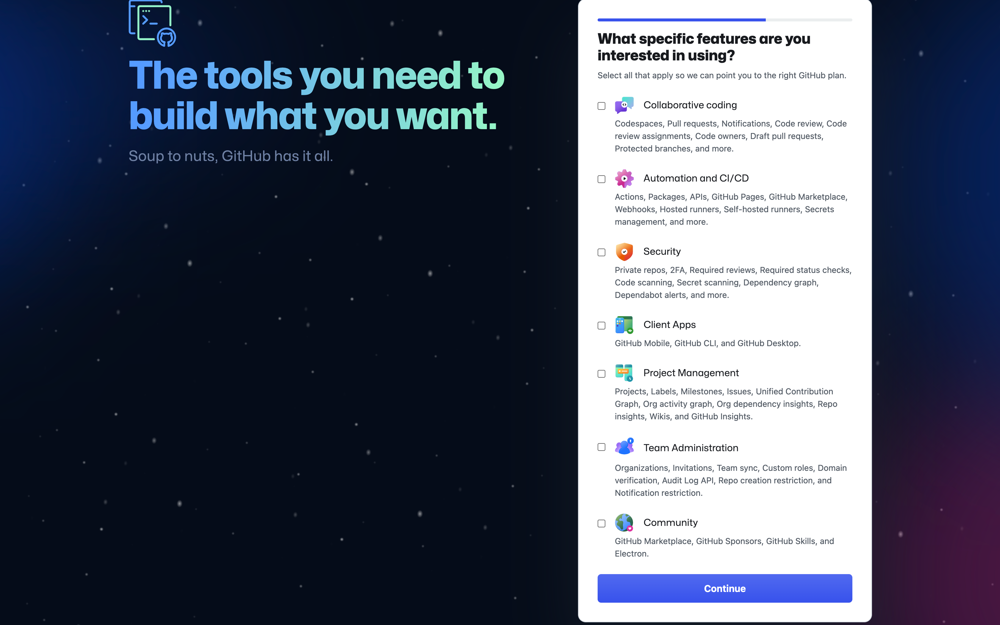 The tools you need to
build what you want.
Soup to nuts, GitHub has it all.
What specific features are you
interested in using?
Select all that apply so we can point you to the right GitHub plan.
Collaborative coding
Codespaces, Pull requests, Notifications, Code review, Code
review assignments, Code owners, Draft pull requests,
Protected branches, and more.
Automation and CI/CD
Actions, Packages, APIs, GitHub Pages, GitHub Marketplace,
Webhooks, Hosted runners, Self-hosted runners, Secrets
management, and more.
Security
Private repos, 2FA, Required reviews, Required status checks,
Code scanning, Secret scanning, Dependency graph,
Dependabot alerts, and more.
Client Apps
GitHub Mobile, GitHub CLI, and GitHub Desktop.
Project Management
Projects, Labels, Milestones, Issues, Unified Contribution
Graph, Org activity graph, Org dependency insights, Repo
insights, Wikis, and GitHub Insights.
Team Administration
Organizations, Invitations, Team sync, Custom roles, Domain
verification, Audit Log API, Repo creation restriction, and
Notification restriction.
Community
GitHub Marketplace, GitHub Sponsors, GitHub Skills, and
Electron.
Continue